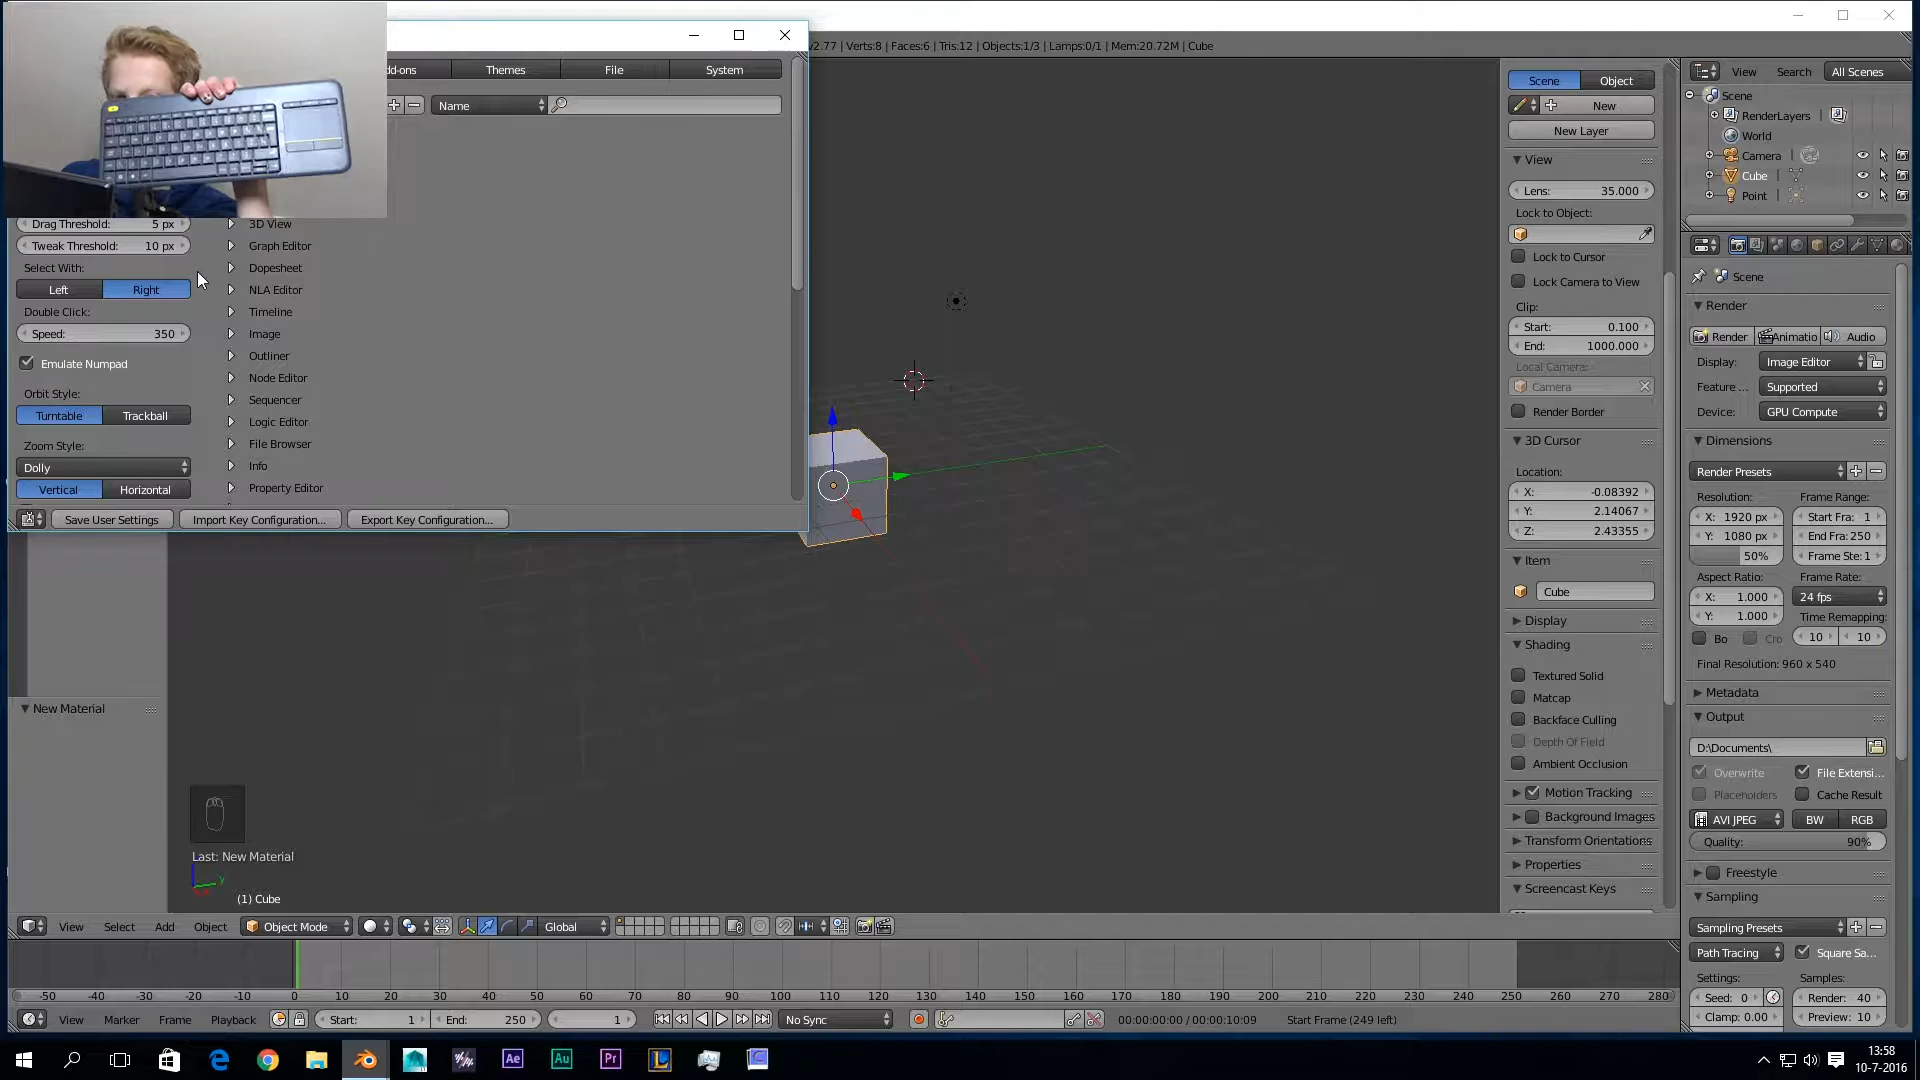 v2.77 | Verts:8 | Faces:6 | Tris:12 | Objects:1/3 | Lamps:0/1 | Mem:20.72M | Cube
Themes
File
System
Name
Drag Threshold: 5 px
Tweak Threshold: 10 px
Select With:
Left
Right
Double Click:
Speed: 350
Emulate Numpad
Orbit Style:
Turntable
Trackball
Zoom Style:
Dolly
Vertical
Horizontal
3D View
Graph Editor
Dopesheet
NLA Editor
Timeline
Image
Outliner
Node Editor
Sequencer
Logic Editor
File Browser
Info
Property Editor
Save User Settings
Import Key Configuration...
Export Key Configuration...
New Material
Last: New Material
(1) Cube
View
Select
Add
Object
Object Mode
Global
Scene
Object
New
New Layer
View
Lens: 35.000
Lock to Object:
Lock to Cursor
Lock Camera to View
Clip:
Start: 0.100
End: 1000.000
Local Camera:
Camera
Render Border
3D Cursor
Location:
X: -0.08392
Y: 2.14067
Z: 2.43355
Item
Cube
Display
Shading
Textured Solid
Matcap
Backface Culling
Depth Of Field
Ambient Occlusion
Motion Tracking
Background Images
Transform Orientations
Properties
Screencast Keys
View
Search
All Scenes
Scene
RenderLayers
World
Camera
Cube
Point
Scene
Render
Render
Animatio
Audio
Display: Image Editor
Feature ... Supported
Device: GPU Compute
Dimensions
Render Presets
Resolution: Frame Range:
X: 1920 px Start Fra: 1
Y: 1080 px End Fra: 250
50% Frame Ste: 1
Aspect Ratio: Frame Rate:
X: 1.000 24 fps
Y: 1.000 Time Remapping:
Bo Cro 10 10
Final Resolution: 960 x 540
Metadata
Output
D:\Documents\
Overwrite File Extensi...
Placeholders Cache Result
AVI JPEG BW RGB
Quality: 90%
Freestyle
Sampling
Sampling Presets
Path Tracing Square Sa...
Settings: Samples:
Seed: 0 Render: 40
Clamp: 0.00 Preview: 10
-50 -40 -30 -20 -10 0 10 20 30 40 50 60 70 80 90 100 110 120 130 140 150 160 170 180 190 200 210 220 230 240 250 260 270 280
View Marker Frame Playback Start: 1 End: 250 1 No Sync 00:00:00:00 / 00:00:10:09 Start Frame (249 left)
Ae Au Pr L
13:58
10-7-2016